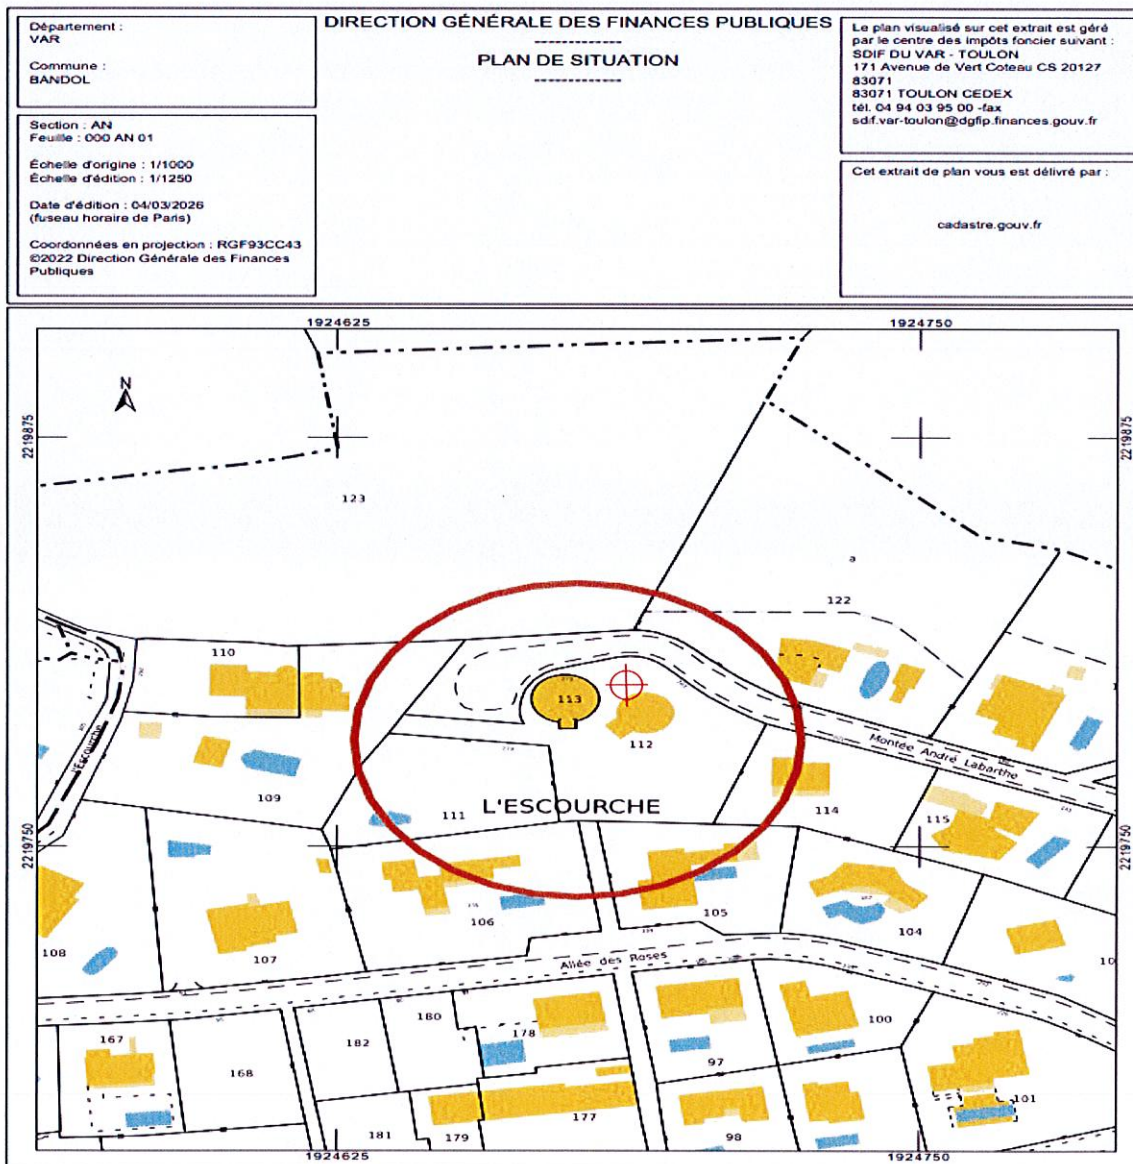 Département :
VAR
Commune :
BANDOL
Section : AN
Feuille : 000 AN 01
Échelle d'origine : 1/1000
Échelle d'édition : 1/1250
Date d'édition : 04/03/2026
(fuseau horaire de Paris)
Coordonnées en projection : RGF93CC43
©2022 Direction Générale des Finances
Publiques
DIRECTION GÉNÉRALE DES FINANCES PUBLIQUES
PLAN DE SITUATION
Le plan visualisé sur cet extrait est géré
par le centre des impôts foncier suivant :
SDIF DU VAR - TOULON
171 Avenue de Vert Coteau CS 20127
83071
83071 TOULON CEDEX
tél. 04 94 03 95 00 -fax
sdif.var-toulon@dgfip.finances.gouv.fr
Cet extrait de plan vous est délivré par :
cadastre.gouv.fr
1924625
1924750
N
2219875
2219875
123
a
122
110
113
112
l'Escourche
Montée André Labarthe
109
111
L'ESCOURCHE
114
115
2219750
2219750
106
105
104
108
107
Allée des Roses
10
180
178
100
167
182
168
97
177
101
181
179
98
1924625
1924750